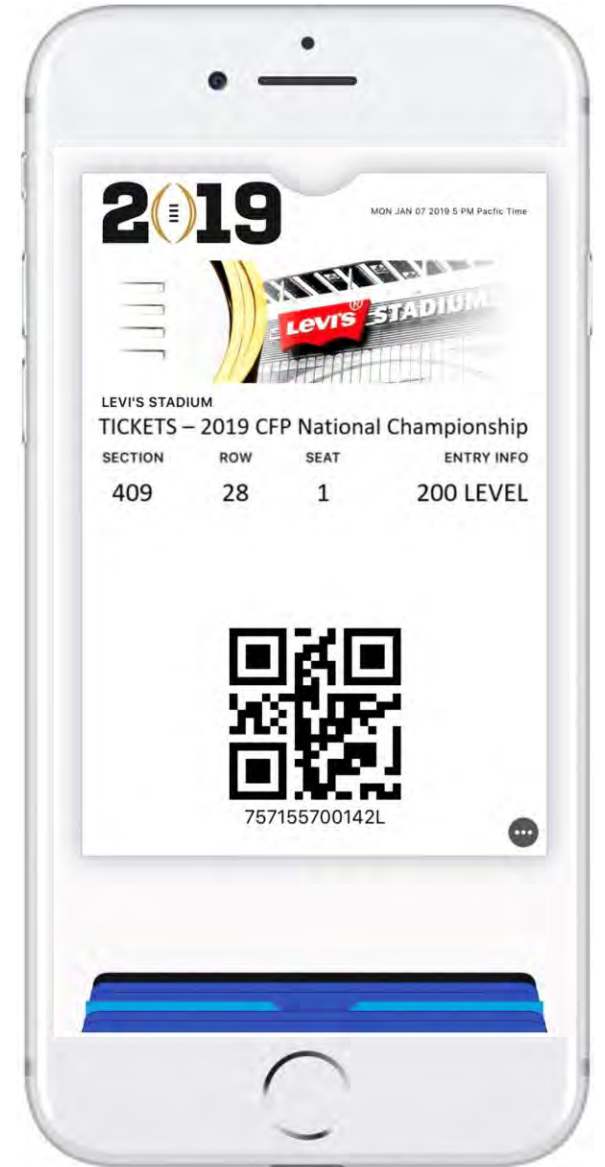 2019
MON JAN 07 2019 5 PM Pacfic Time
LEVI'S® STADIUM
LEVI'S STADIUM
TICKETS – 2019 CFP National Championship
SECTION ROW SEAT ENTRY INFO
409 28 1 200 LEVEL
757155700142L